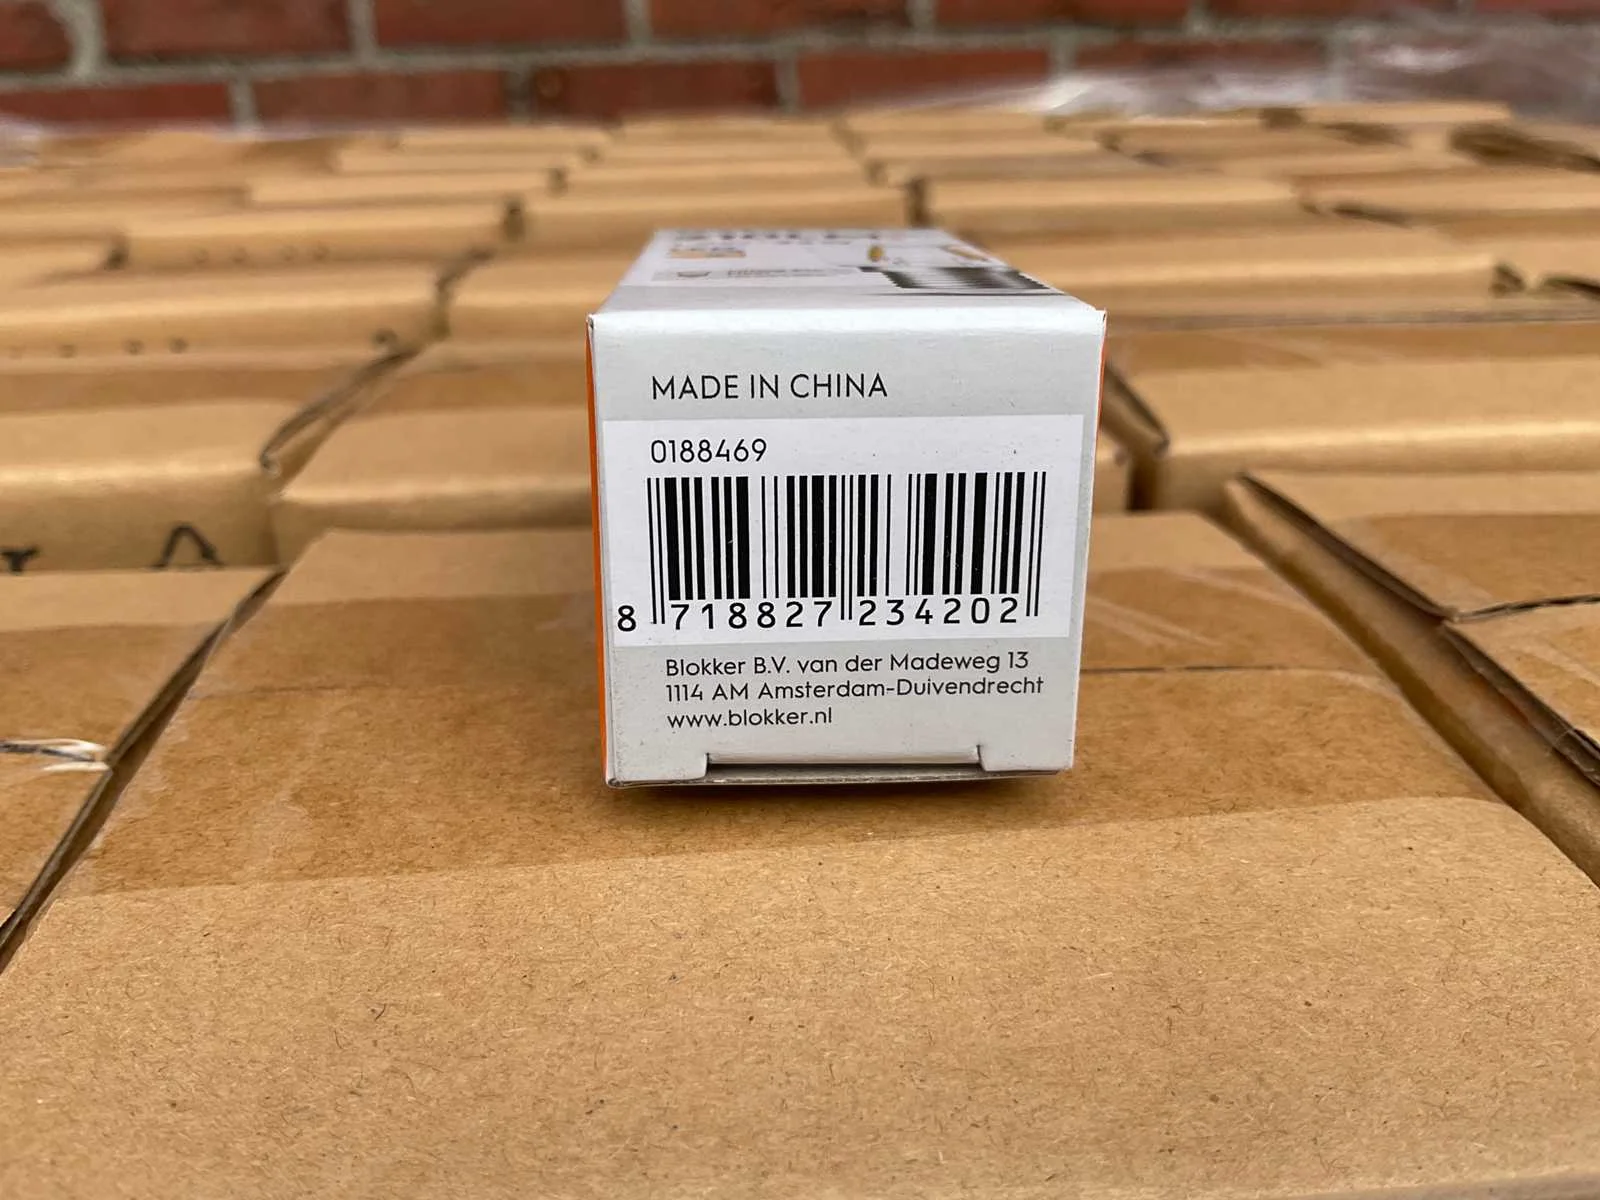 MADE IN CHINA
0188469
8 718827 234202
Blokker B.V. van der Madeweg 13
1114 AM Amsterdam-Duivendrecht
www.blokker.nl